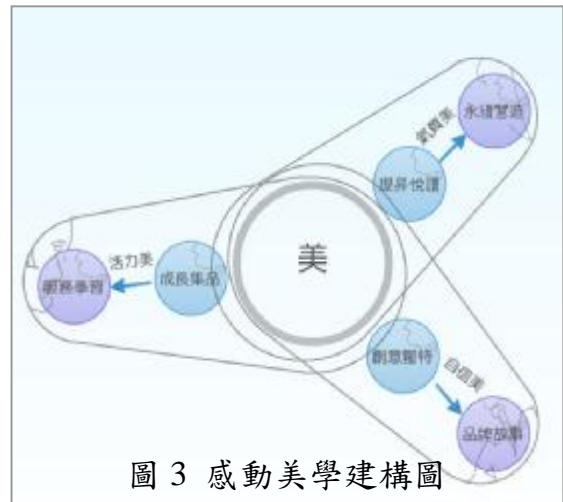 永續營造
氣質美
提昇悅讀
美
活力美
服務學習
成長集品
創意獨特
自信美
品牌故事
圖 3 感動美學建構圖